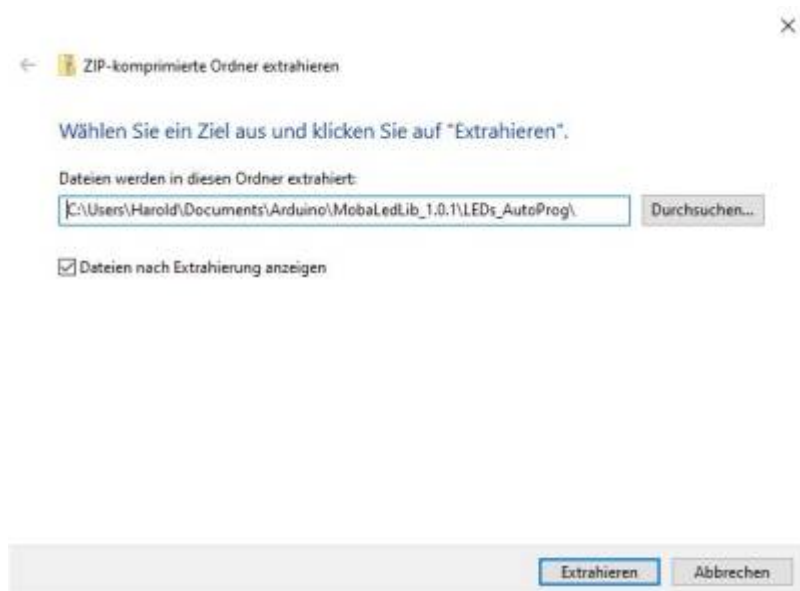 ZIP-komprimierte Ordner extrahieren
Wählen Sie ein Ziel aus und klicken Sie auf "Extrahieren".
Dateien werden in diesen Ordner extrahiert:
C:\Users\Harold\Documents\Arduino\MobaLedLib_1.0.1\LEDs_AutoProg\
Durchsuchen...
Dateien nach Extrahierung anzeigen
Extrahieren
Abbrechen